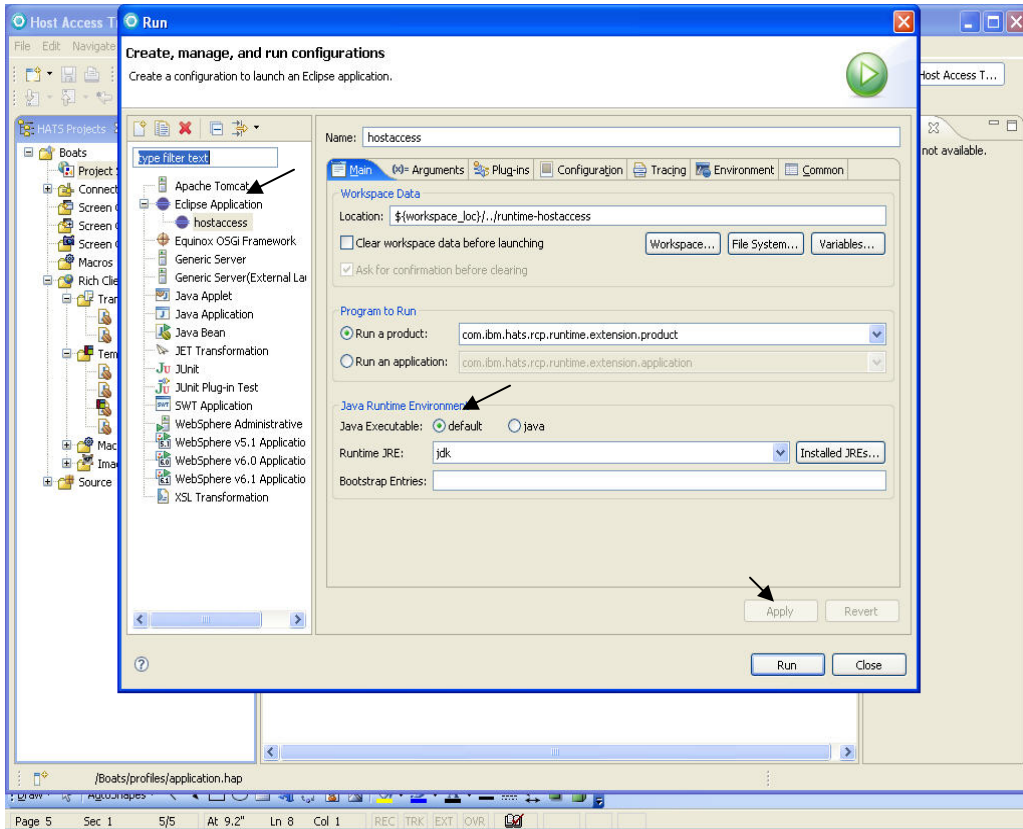 Host Access T
Run
File Edit Navigate
Create, manage, and run configurations
Create a configuration to launch an Eclipse application.
Host Access T...
HATS Projects
not available.
Boats
Project
Connect
Screen
Screen
Screen
Macros
Rich Clie
Tran
Tem
Mac
Ima
Source
type filter text
Apache Tomcat
Eclipse Application
hostaccess
Equinox OSGi Framework
Generic Server
Generic Server(External Lau
Java Applet
Java Application
Java Bean
JET Transformation
JUnit
JUnit Plug-in Test
SWT Application
WebSphere Administrative
WebSphere v5.1 Applicatio
WebSphere v6.0 Applicatio
WebSphere v6.1 Applicatio
XSL Transformation
Name: hostaccess
Main Arguments Plug-ins Configuration Tracing Environment Common
Workspace Data
Location: ${workspace_loc}/../runtime-hostaccess
Clear workspace data before launching Workspace... File System... Variables...
Ask for confirmation before clearing
Program to Run
Run a product: com.ibm.hats.rcp.runtime.extension.product
Run an application: com.ibm.hats.rcp.runtime.extension.application
Java Runtime Environment
Java Executable: default java
Runtime JRE: jdk Installed JREs...
Bootstrap Entries:
Apply Revert
Run Close
/Boats/profiles/application.hap
Draw AutoShapes
Page 5 Sec 1 5/5 At 9.2" Ln 8 Col 1 REC TRK EXT OVR